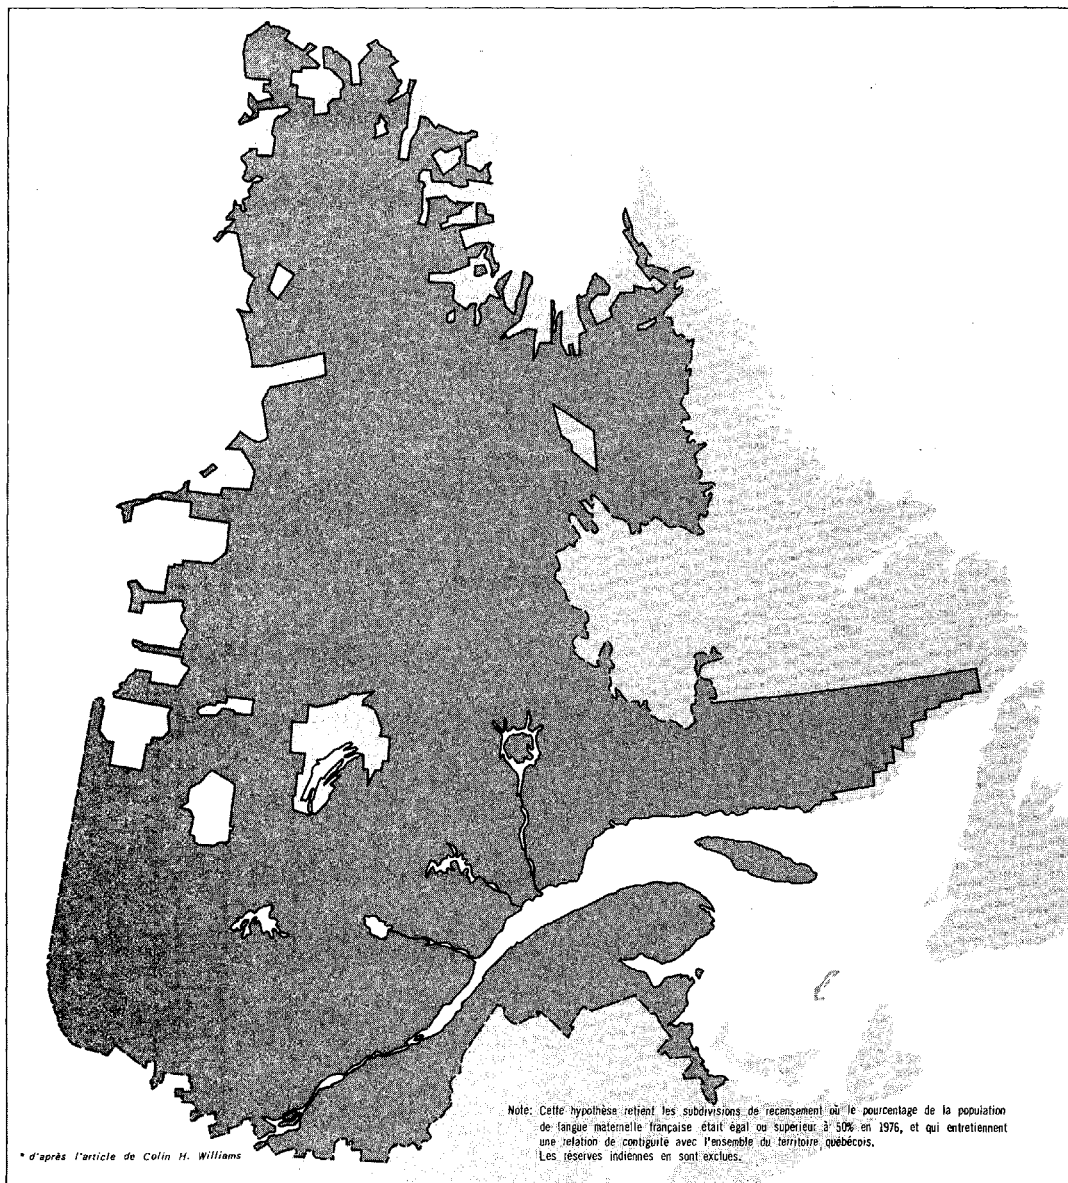 Note: Cette hypothèse retient les subdivisions de recensement où le pourcentage de la population
de langue maternelle française était égal ou supérieur à 50% en 1976, et qui entretiennent
une relation de contiguïté avec l'ensemble du territoire québécois.
Les réserves indiennes en sont exclues.
* d'après l'article de Colin H. Williams